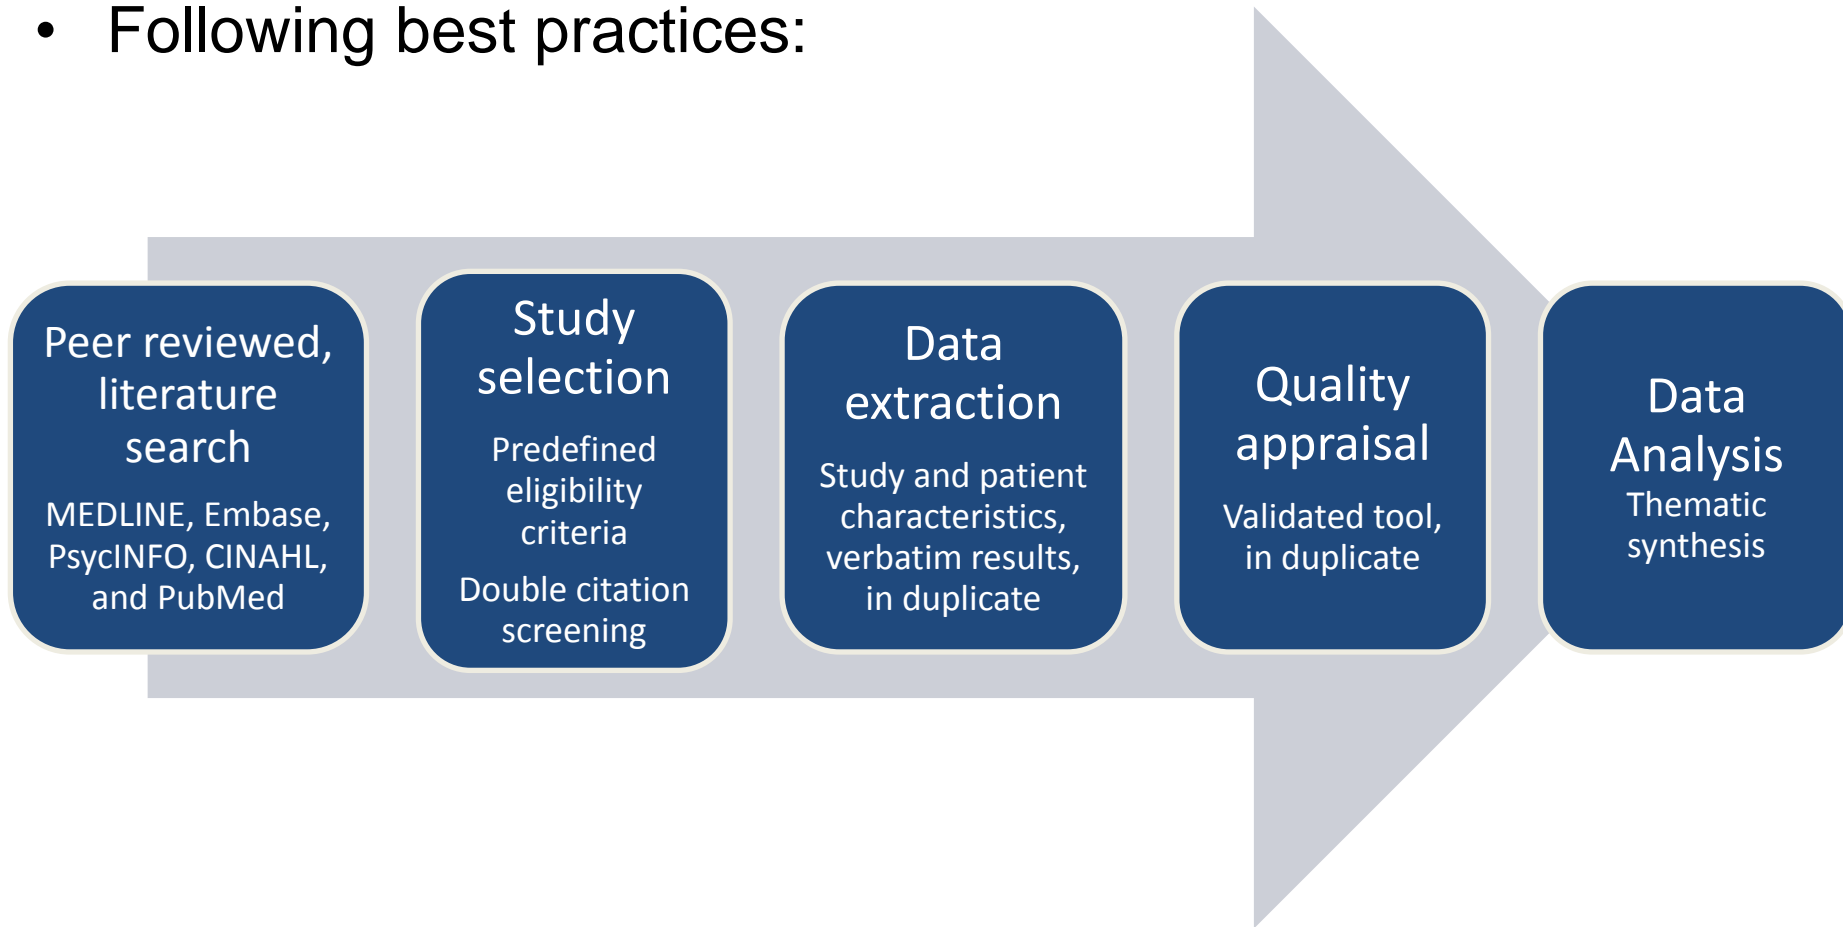 • Following best practices:
Peer reviewed,
literature
search
MEDLINE, Embase,
PsycINFO, CINAHL,
and PubMed
Study
selection
Predefined
eligibility
criteria
Double citation
screening
Data
extraction
Study and patient
characteristics,
verbatim results,
in duplicate
Quality
appraisal
Validated tool,
in duplicate
Data
Analysis
Thematic
synthesis